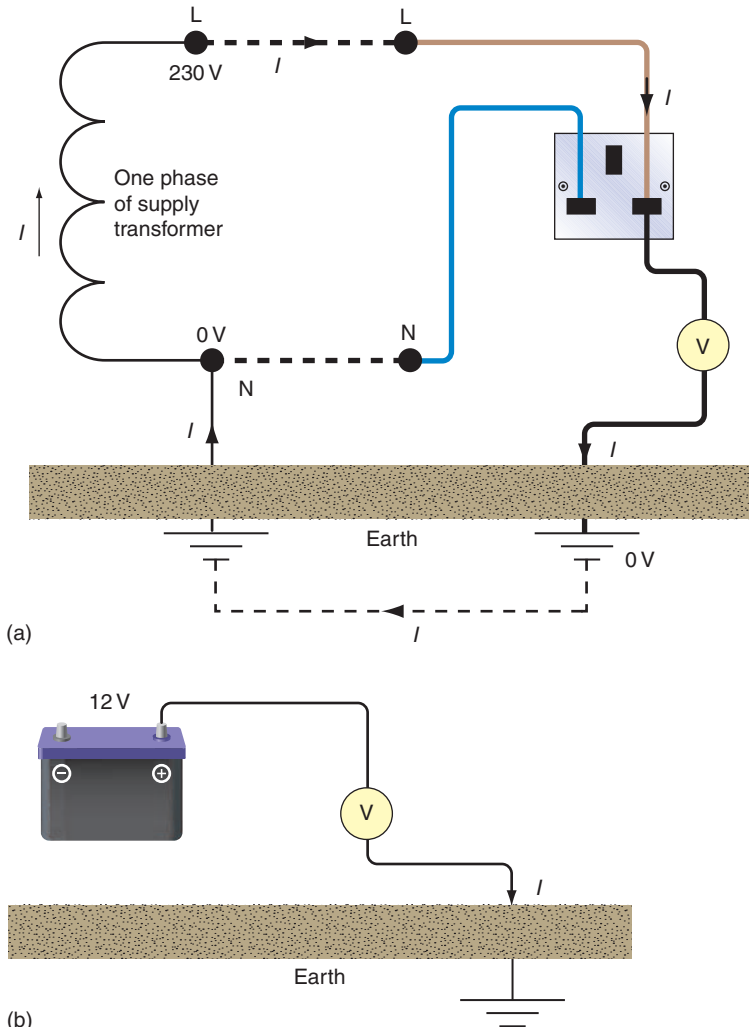 L
L
230 V
I
I
One phase
of supply
transformer
I
0 V
N
N
V
I
I
Earth
0 V
I
(a)
12 V
− +
V
I
Earth
(b)